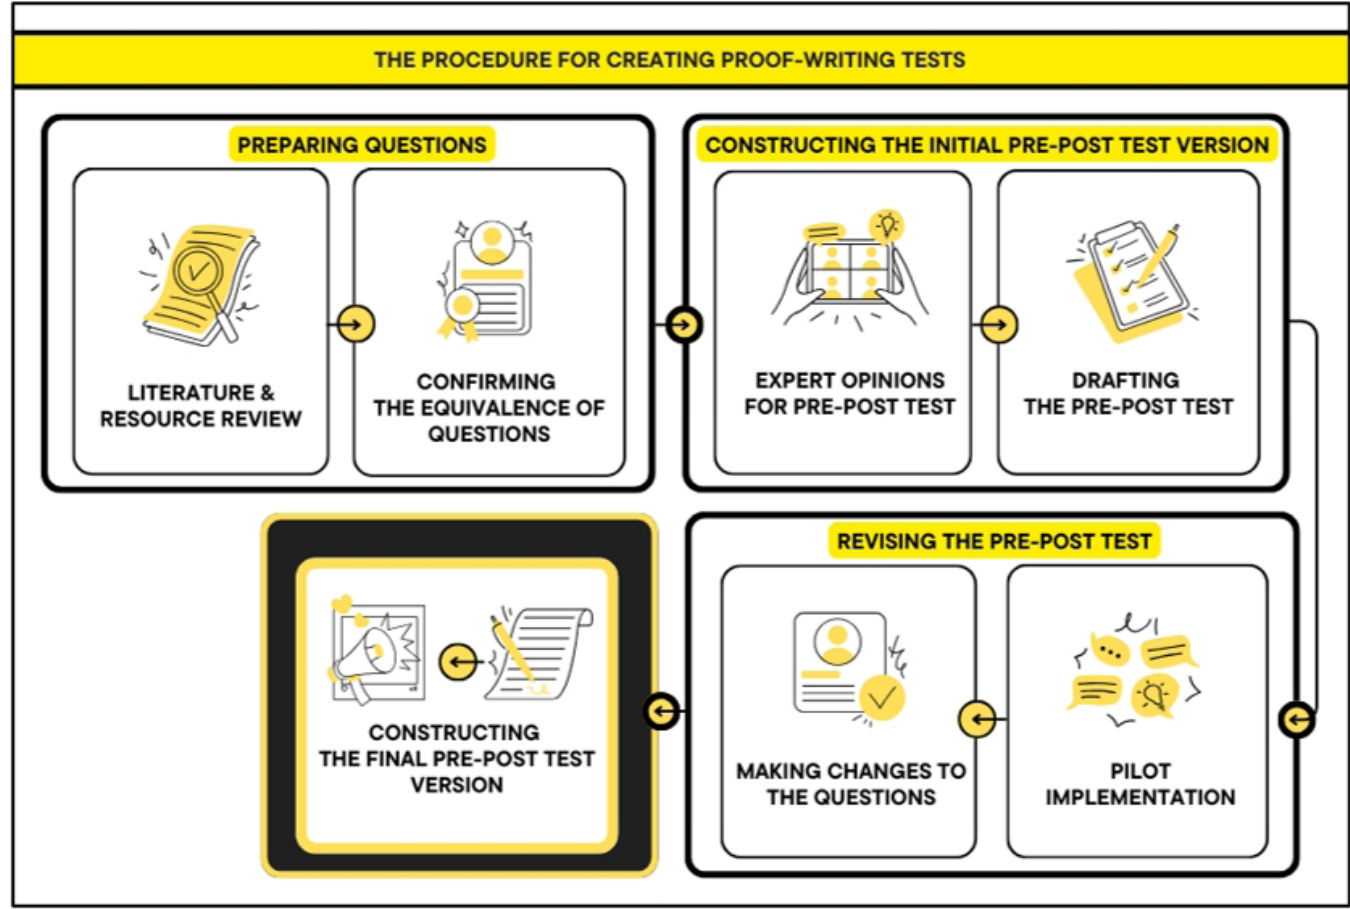 THE PROCEDURE FOR CREATING PROOF-WRITING TESTS
PREPARING QUESTIONS
LITERATURE &
RESOURCE REVIEW
CONFIRMING
THE EQUIVALENCE OF
QUESTIONS
CONSTRUCTING THE INITIAL PRE-POST TEST VERSION
EXPERT OPINIONS
FOR PRE-POST TEST
DRAFTING
THE PRE-POST TEST
REVISING THE PRE-POST TEST
PILOT
IMPLEMENTATION
MAKING CHANGES TO
THE QUESTIONS
CONSTRUCTING
THE FINAL PRE-POST TEST
VERSION